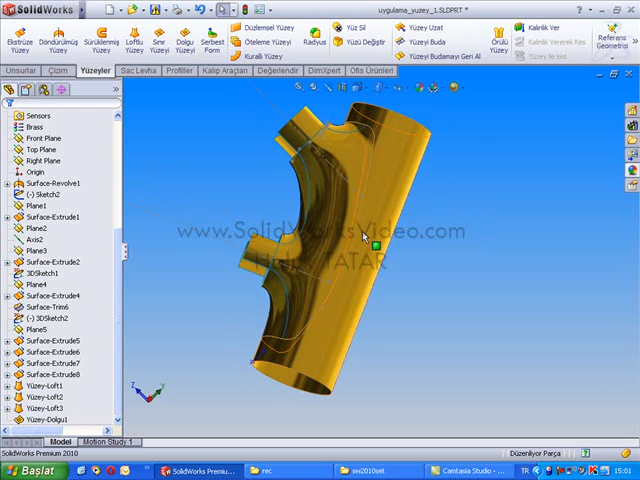 SolidWorks
uygulama_yuzey_1.SLDPRT *
Ekstrüze Yüzey
Döndürülmüş Yüzey
Süreklenmiş Yüzey
Loftlu Yüzey
Sınır Yüzey
Dolgu Yüzey
Serbest Form
Düzlemsel Yüzey
Öteleme Yüzeyi
Kurallı Yüzey
Radyus
Yüz Sil
Yüzü Değiştir
Yüzey Uzat
Yüzeyi Buda
Yüzeyi Budamayı Geri Al
Örülü Yüzey
Kalınlık Ver
Kalınlık Vererek Kes
Yüzey ile kes
Referans Geometrisi
Unsurlar
Çizim
Yüzeyler
Sac Levha
Profiller
Kalıp Araçları
Değerlendir
DimXpert
Ofis Ürünleri
Sensors
Brass
Front Plane
Top Plane
Right Plane
Origin
Surface-Revolve1
(-) Sketch2
Plane1
Surface-Extrude1
Plane2
Axis2
Plane3
Surface-Extrude2
3DSketch1
Plane4
Surface-Extrude4
Surface-Trim6
(-) 3DSketch2
Plane5
Surface-Extrude5
Surface-Extrude6
Surface-Extrude7
Surface-Extrude8
Yüzey-Loft1
Yüzey-Loft2
Yüzey-Loft3
Yüzey-Dolgu1
www.SolidWorksVideo.com
TATAR
Z
Y
Model
Motion Study 1
SolidWorks Premium 2010
Düzenliyor Parça
Başlat
SolidWorks Premiu...
rec
sw2010set
Camtasia Studio - ...
TR
15:01